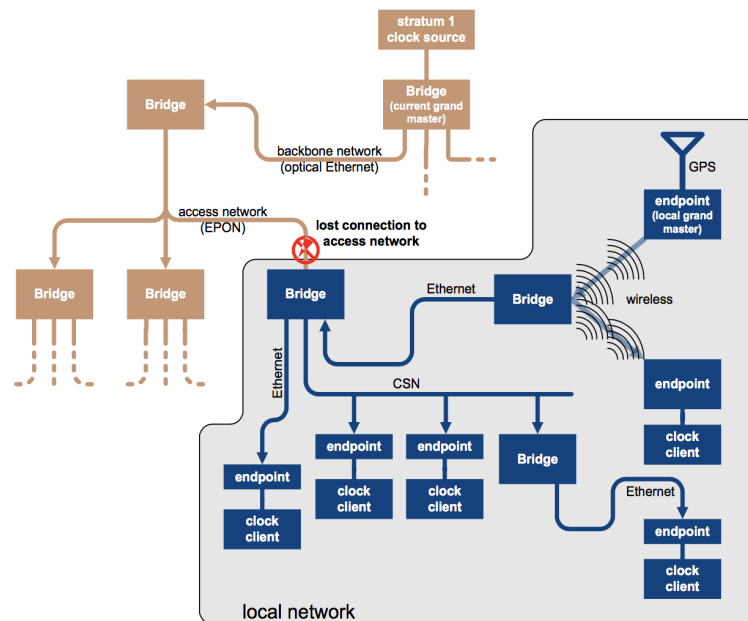 stratum 1
clock source
Bridge
(current grand
master)
Bridge
backbone network
(optical Ethernet)
GPS
endpoint
(local grand
master)
access network
(EPON)
lost connection to
access network
Bridge
Bridge
Bridge
Ethernet
Bridge
wireless
Ethernet
CSN
endpoint
clock
client
endpoint
clock
client
endpoint
clock
client
endpoint
clock
client
Bridge
Ethernet
endpoint
clock
client
local network